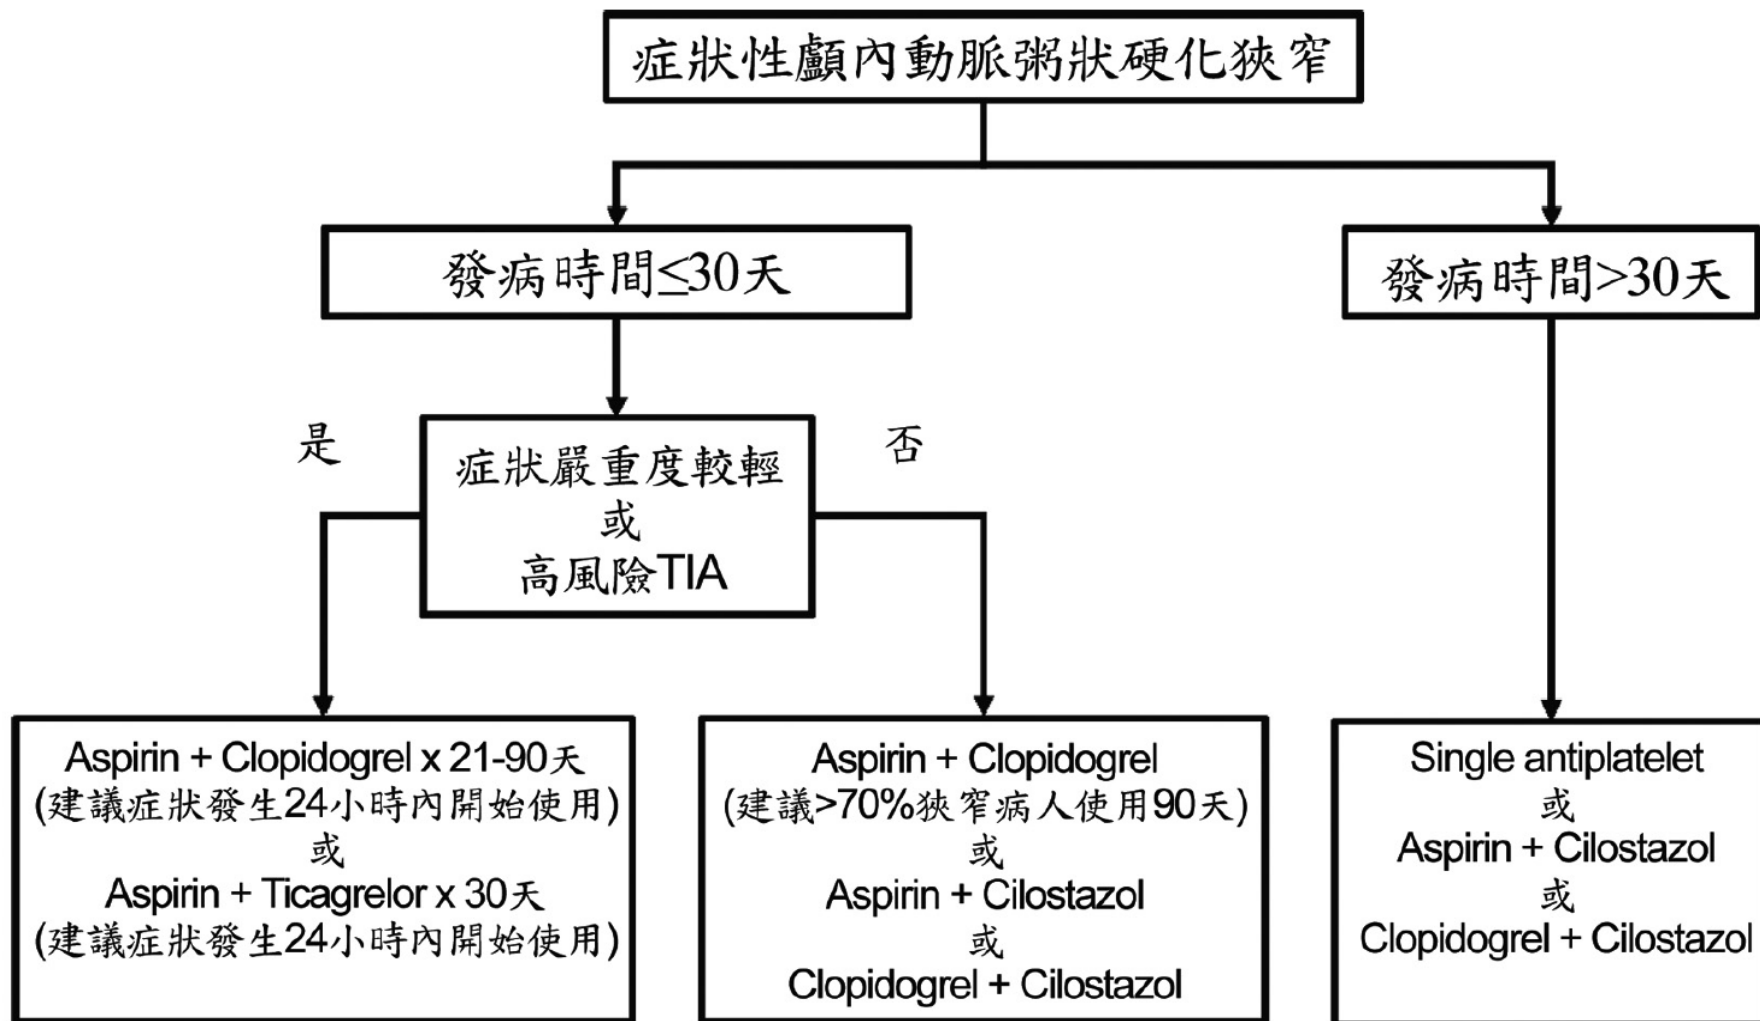 症狀性顱內動脈粥狀硬化狹窄
發病時間≤30天
發病時間>30天
是
否
症狀嚴重度較輕
或
高風險TIA
Aspirin + Clopidogrel x 21-90天
(建議症狀發生24小時內開始使用)
或
Aspirin + Ticagrelor x 30天
(建議症狀發生24小時內開始使用)
Aspirin + Clopidogrel
(建議>70%狹窄病人使用90天)
或
Aspirin + Cilostazol
或
Clopidogrel + Cilostazol
Single antiplatelet
或
Aspirin + Cilostazol
或
Clopidogrel + Cilostazol